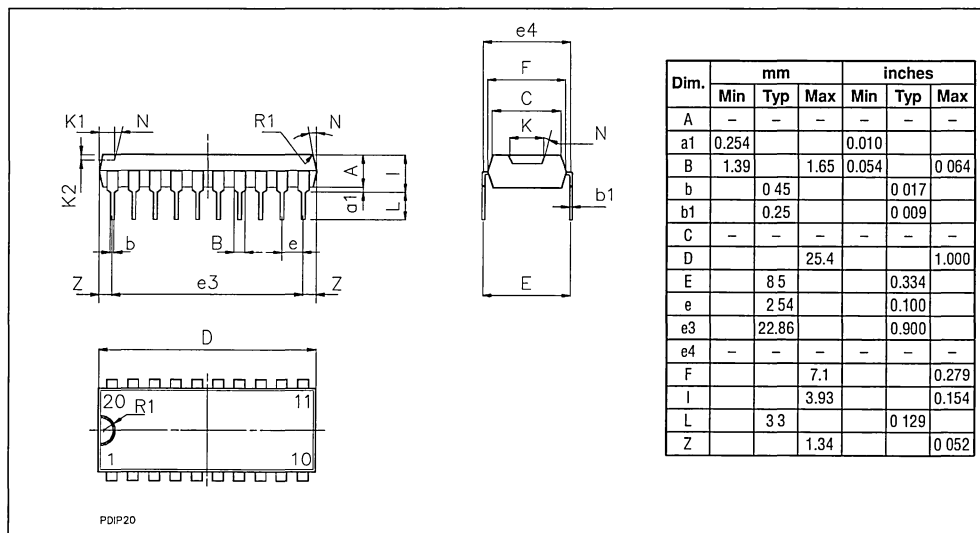 e4
F
C
K
N
b1
E
K1
N
R1
N
K2
A
a1
I
L
b
B
e
Z
e3
Z
D
20
11
R1
1
10
PDIP20
Dim. mm inches
Min Typ Max Min Typ Max
A – – – – – –
a1 0.254 0.010
B 1.39 1.65 0.054 0 064
b 0 45 0 017
b1 0.25 0 009
C – – – – – –
D 25.4 1.000
E 8 5 0.334
e 2 54 0.100
e3 22.86 0.900
e4 – – – – – –
F 7.1 0.279
I 3.93 0.154
L 3 3 0 129
Z 1.34 0 052